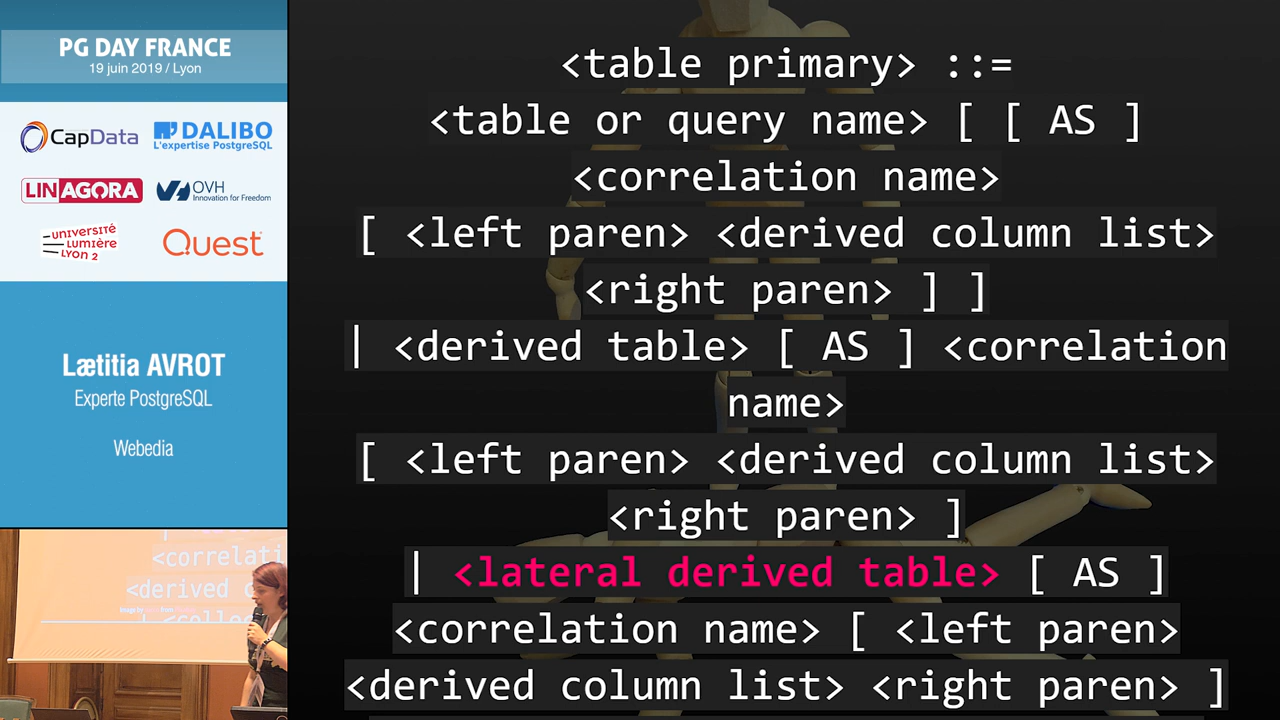 PG DAY FRANCE
19 juin 2019 / Lyon
CapData
DALIBO
L'expertise PostgreSQL
LINAGORA
OVH
Innovation for Freedom
UNIVERSITÉ
LUMIÈRE
LYON 2
Quest
Lætitia AVROT
Experte PostgreSQL
Webedia
<table primary> ::=
<table or query name> [ [ AS ]
<correlation name>
[ <left paren> <derived column list>
<right paren> ] ]
| <derived table> [ AS ] <correlation
name>
[ <left paren> <derived column list>
<right paren> ]
| <lateral derived table> [ AS ]
<correlation name> [ <left paren>
<derived column list> <right paren> ]
<correlati
<derived c
| <colle